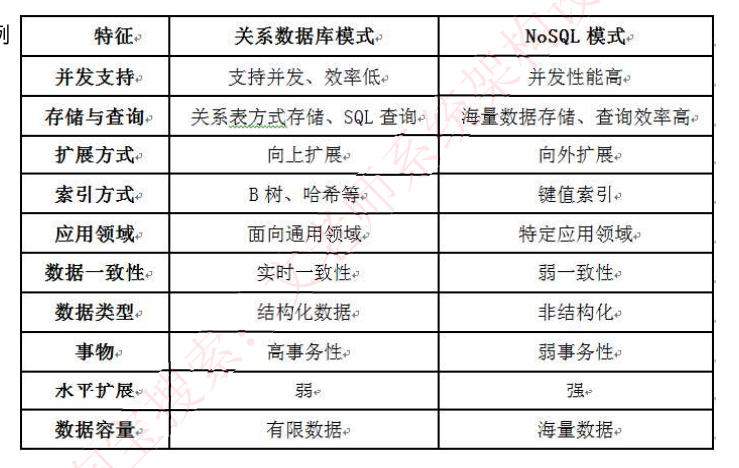 例
特征 关系数据库模式 NoSQL 模式
并发支持 支持并发、效率低 并发性能高
存储与查询 关系表方式存储、SQL 查询 海量数据存储、查询效率高
扩展方式 向上扩展 向外扩展
索引方式 B 树、哈希等 键值索引
应用领域 面向通用领域 特定应用领域
数据一致性 实时一致性 弱一致性
数据类型 结构化数据 非结构化
事物 高事务性 弱事务性
水平扩展 弱 强
数据容量 有限数据 海量数据